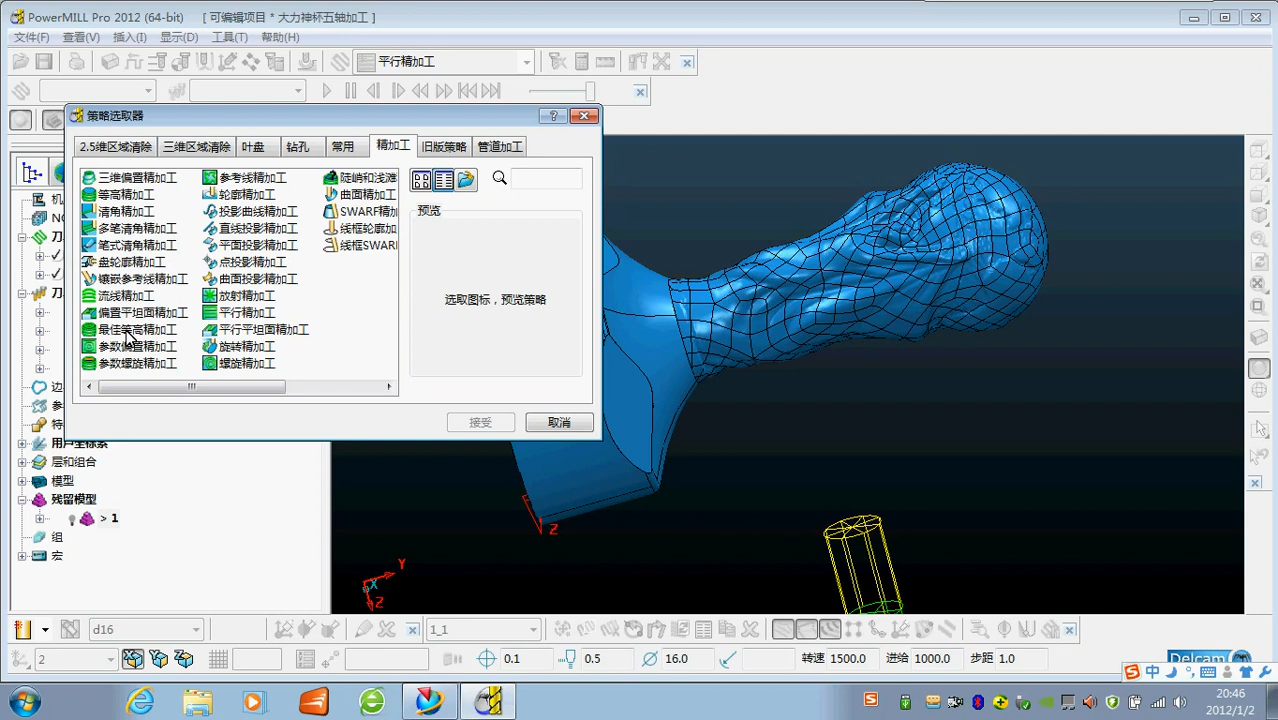 PowerMILL Pro 2012 (64-bit) [ 可编辑项目 * 大力神杯五轴加工 ]
文件(F) 查看(V) 插入(I) 显示(D) 工具(T) 帮助(H)
平行精加工
策略选取器
2.5维区域清除 三维区域清除 叶盘 钻孔 常用 精加工 旧版策略 管道加工
三维偏置精加工 参考线精加工 陡峭和浅滩
等高精加工 轮廓精加工 曲面精加工
清角精加工 投影曲线精加工 SWARF精加
多笔清角精加工 直线投影精加工 线框轮廓加
笔式清角精加工 平面投影精加工 线框SWAR
盘轮廓精加工 点投影精加工
镶嵌参考线精加工 曲面投影精加工
流线精加工 放射精加工
偏置平坦面精加工 平行精加工
最佳等高精加工 平行平坦面精加工
参数偏置精加工 旋转精加工
参数螺旋精加工 螺旋精加工
预览
选取图标，预览策略
接受 取消
机
NC
刀
刀
边
参
特
用户坐标系
层和组合
模型
残留模型
> 1
组
宏
Z
Y
X
Z
d16 1_1
2 0.1 0.5 16.0 转速 1500.0 进给 1000.0 步距 1.0
Delcam
中
20:46
2012/1/2